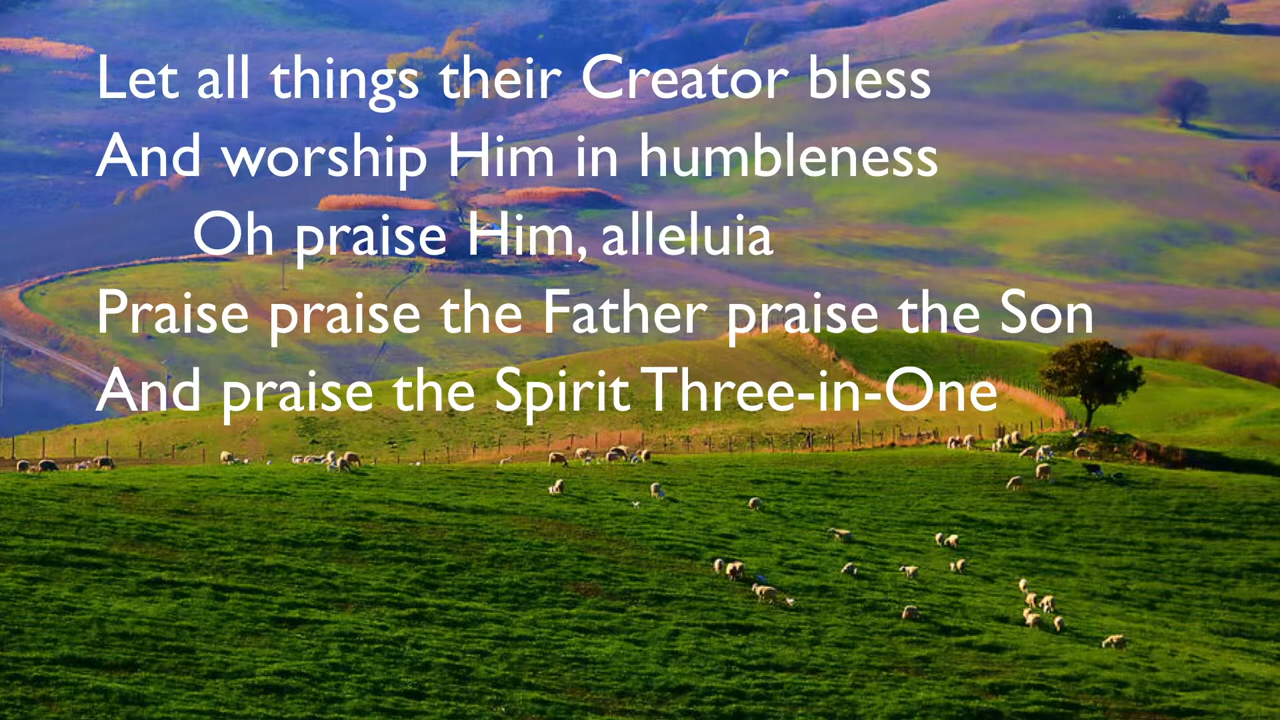 Let all things their Creator bless
And worship Him in humbleness
Oh praise Him, alleluia
Praise praise the Father praise the Son
And praise the Spirit Three-in-One